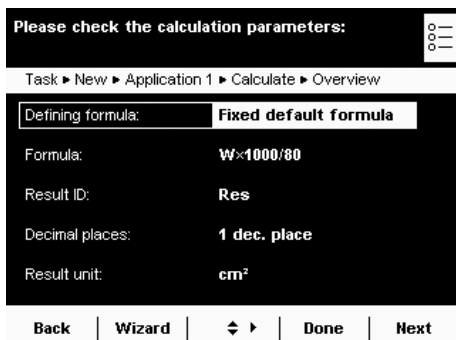 Please check the calculation parameters:
Task ▸ New ▸ Application 1 ▸ Calculate ▸ Overview
Defining formula: Fixed default formula
Formula: W×1000/80
Result ID: Res
Decimal places: 1 dec. place
Result unit: cm²
Back | Wizard | | Done | Next